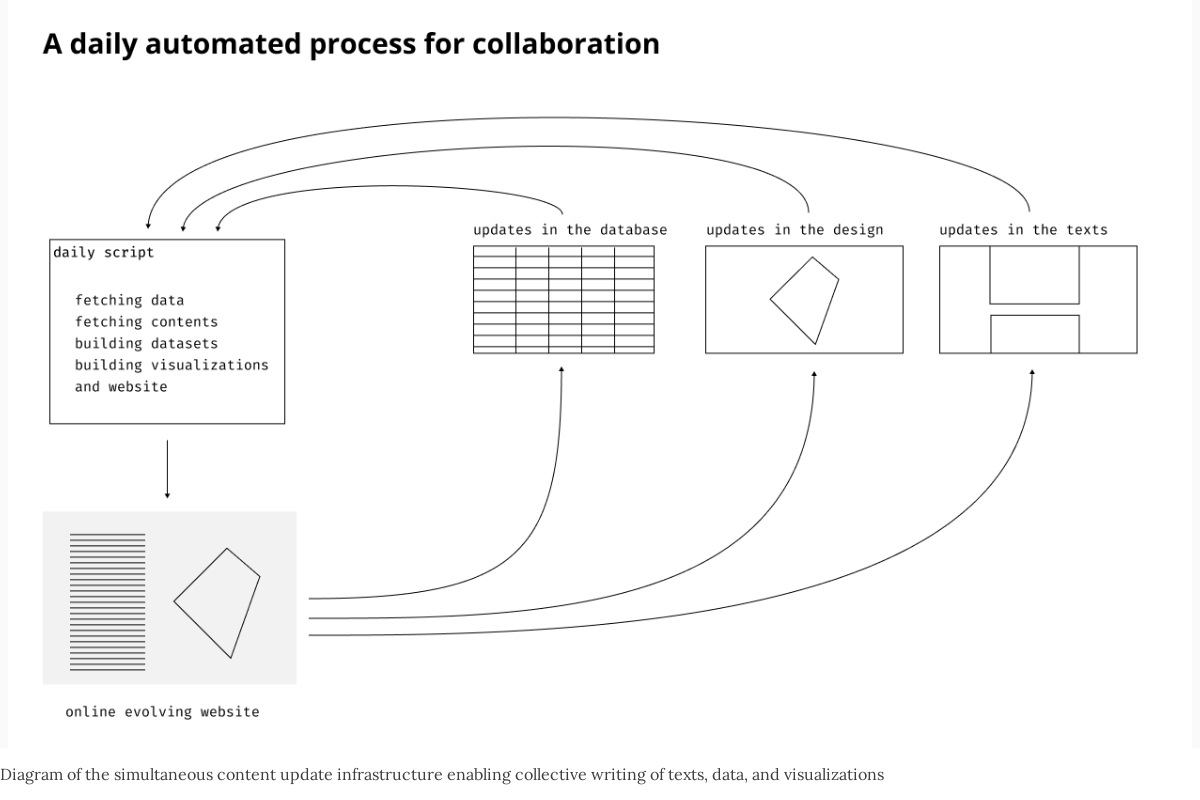 A daily automated process for collaboration
updates in the database
updates in the design
updates in the texts
daily script
fetching data
fetching contents
building datasets
building visualizations
and website
online evolving website
Diagram of the simultaneous content update infrastructure enabling collective writing of texts, data, and visualizations